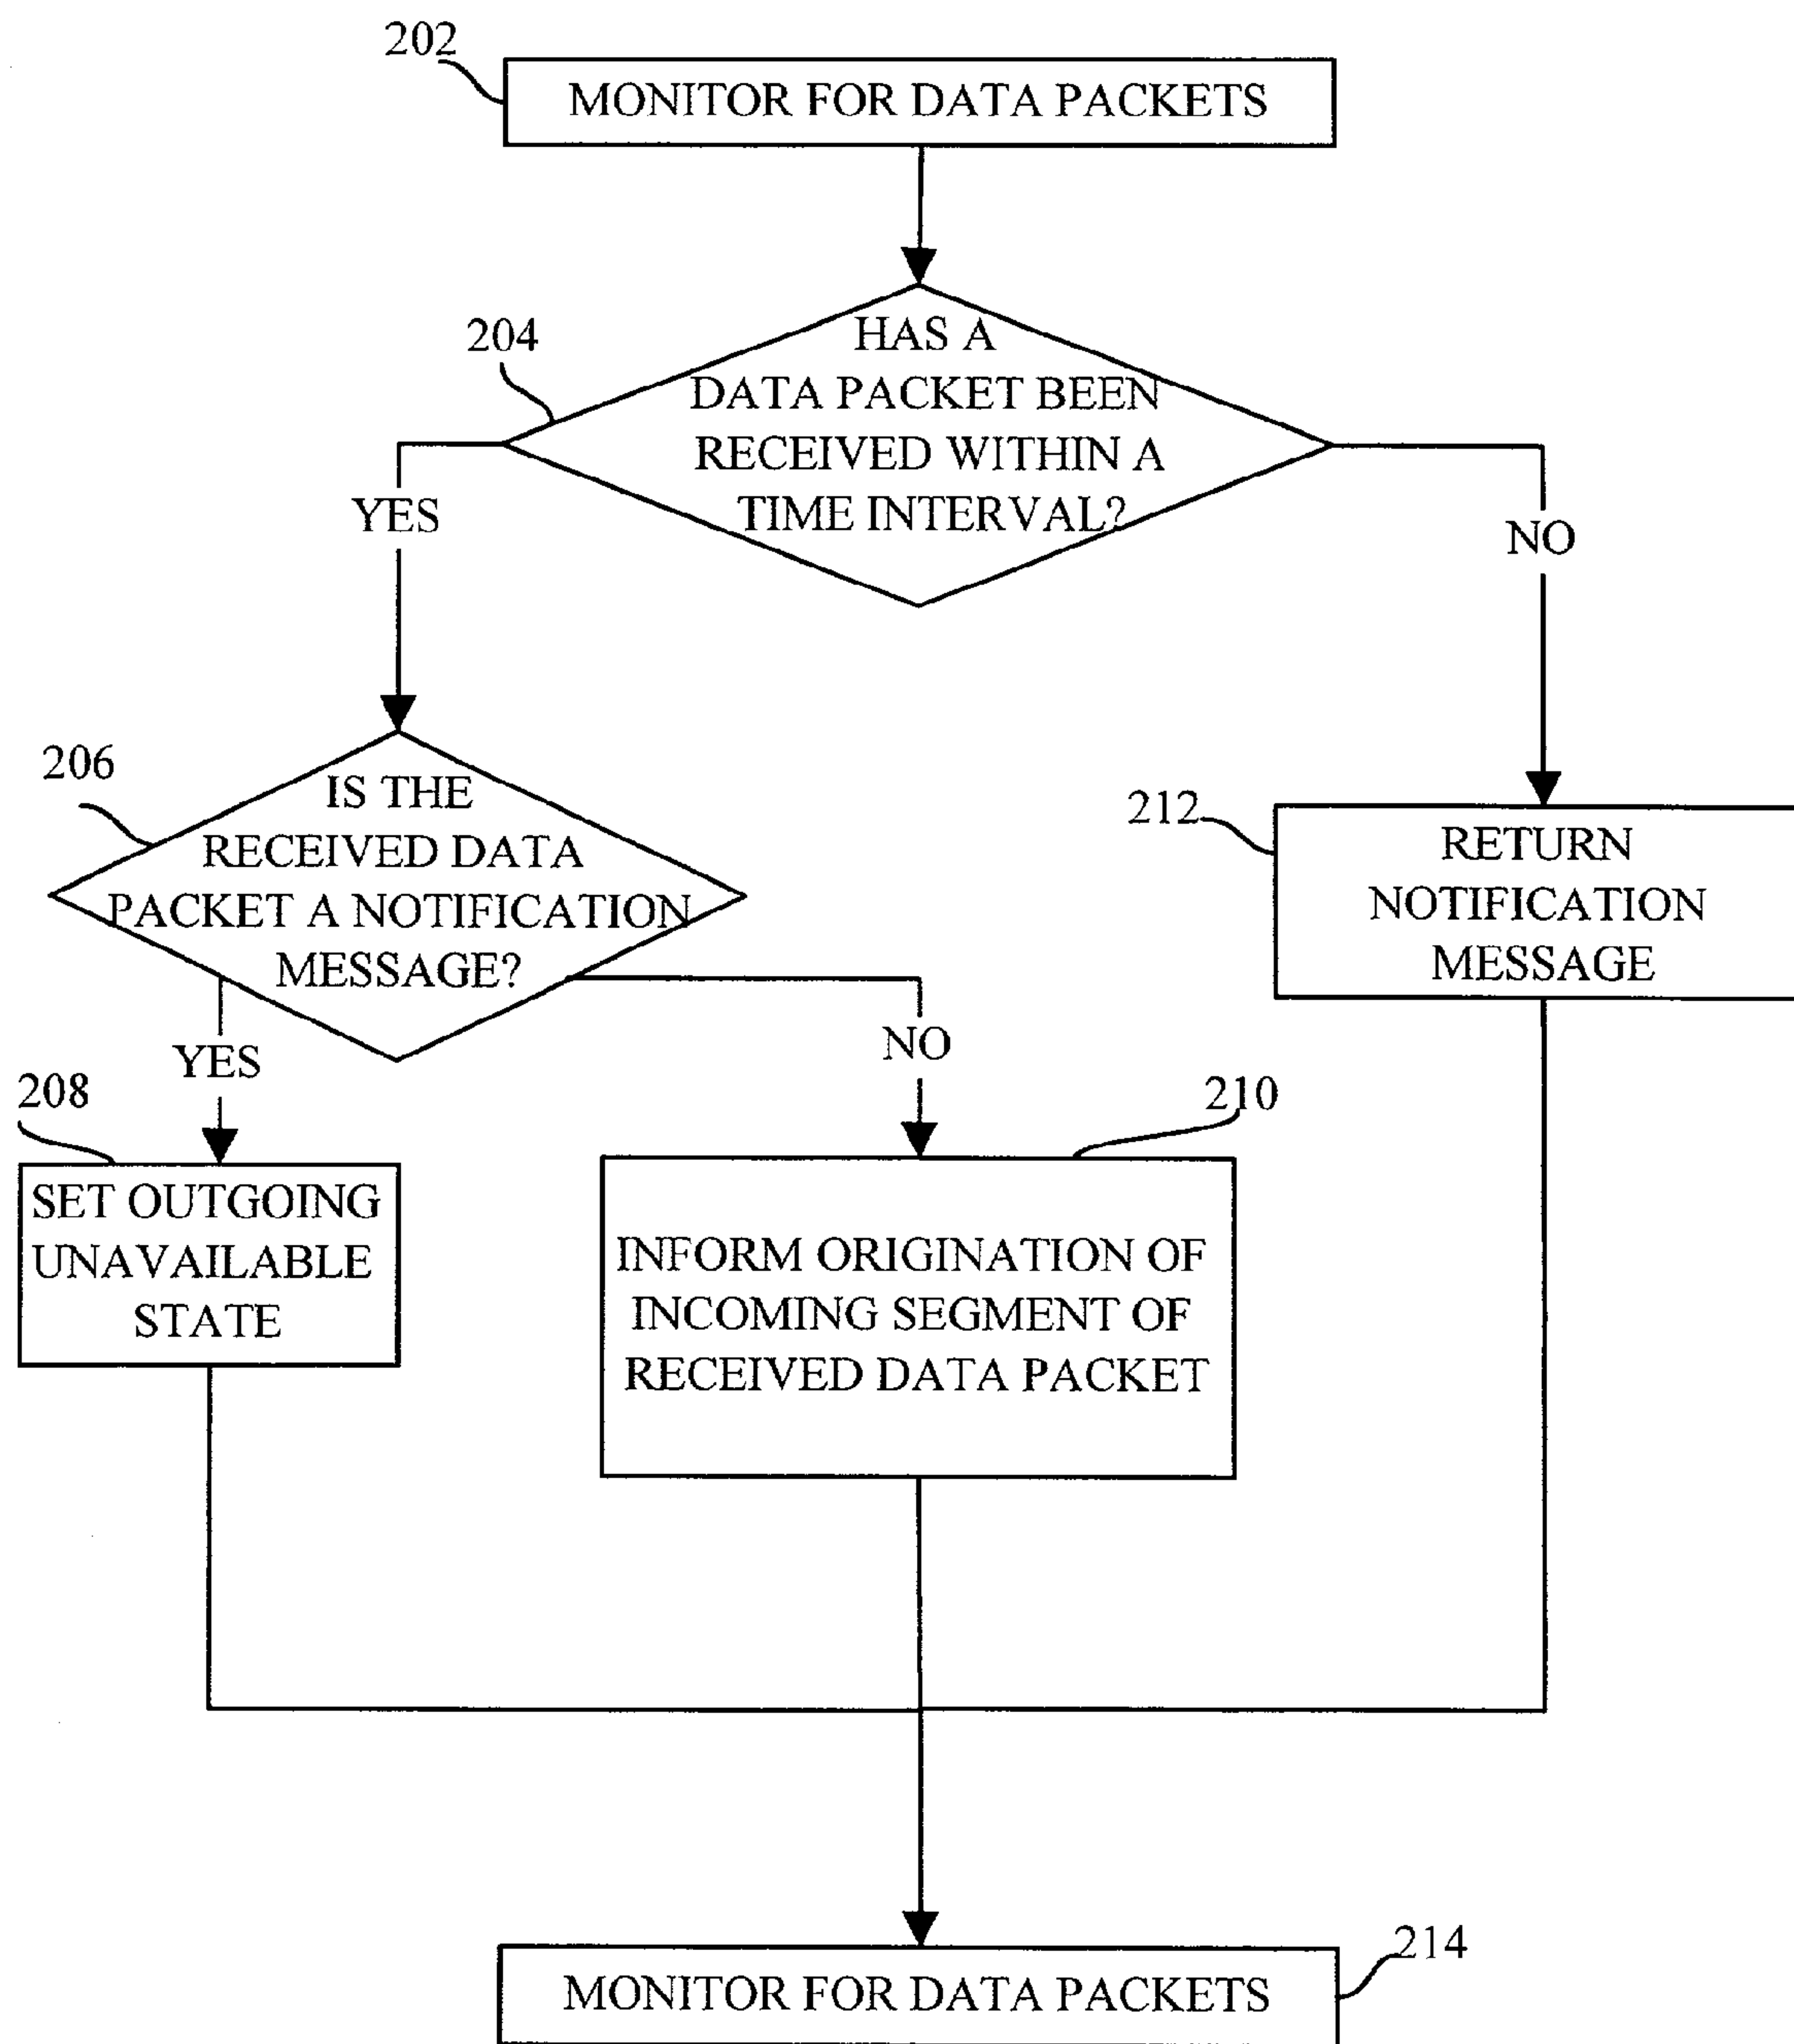 202
MONITOR FOR DATA PACKETS
204
HAS A
DATA PACKET BEEN
RECEIVED WITHIN A
TIME INTERVAL?
YES
NO
206
IS THE
RECEIVED DATA
PACKET A NOTIFICATION
MESSAGE?
212
RETURN
NOTIFICATION
MESSAGE
YES
NO
208
SET OUTGOING
UNAVAILABLE
STATE
210
INFORM ORIGINATION OF
INCOMING SEGMENT OF
RECEIVED DATA PACKET
214
MONITOR FOR DATA PACKETS